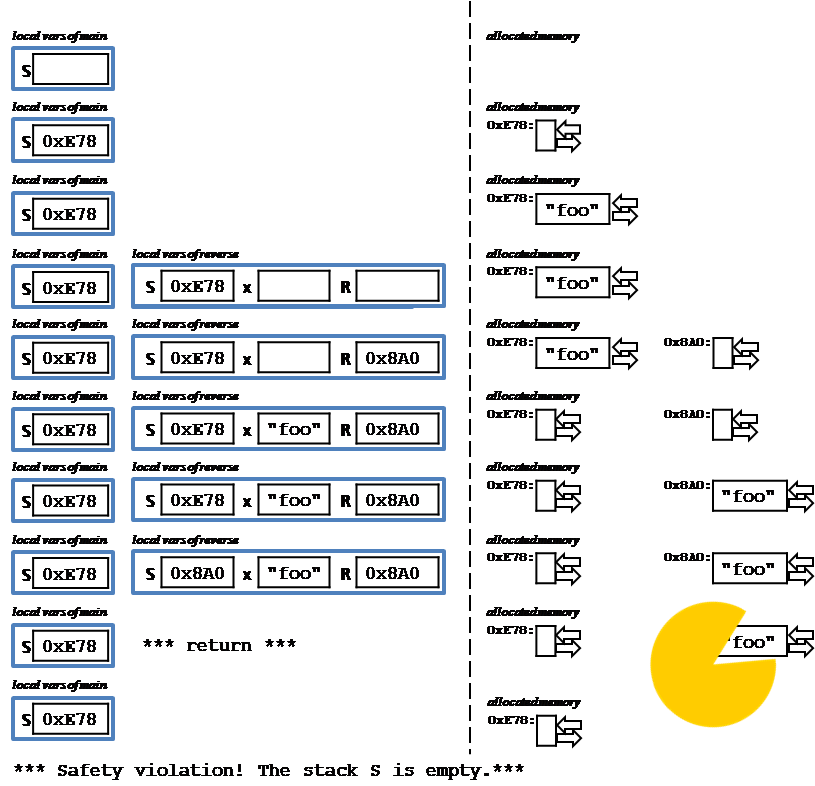 local vars of main allocated memory
S
local vars of main allocated memory
S 0xE78 0xE78:
local vars of main allocated memory
S 0xE78 0xE78: "foo"
local vars of main local vars of reverse allocated memory
S 0xE78 S 0xE78 x R 0xE78: "foo"
local vars of main local vars of reverse allocated memory
S 0xE78 S 0xE78 x R 0x8A0 0xE78: "foo" 0x8A0:
local vars of main local vars of reverse allocated memory
S 0xE78 S 0xE78 x "foo" R 0x8A0 0xE78: 0x8A0:
local vars of main local vars of reverse allocated memory
S 0xE78 S 0xE78 x "foo" R 0x8A0 0xE78: 0x8A0: "foo"
local vars of main local vars of reverse allocated memory
S 0xE78 S 0x8A0 x "foo" R 0x8A0 0xE78: 0x8A0: "foo"
local vars of main allocated memory
S 0xE78 *** return *** 0xE78: "foo"
local vars of main allocated memory
S 0xE78 0xE78:
*** Safety violation! The stack S is empty.***